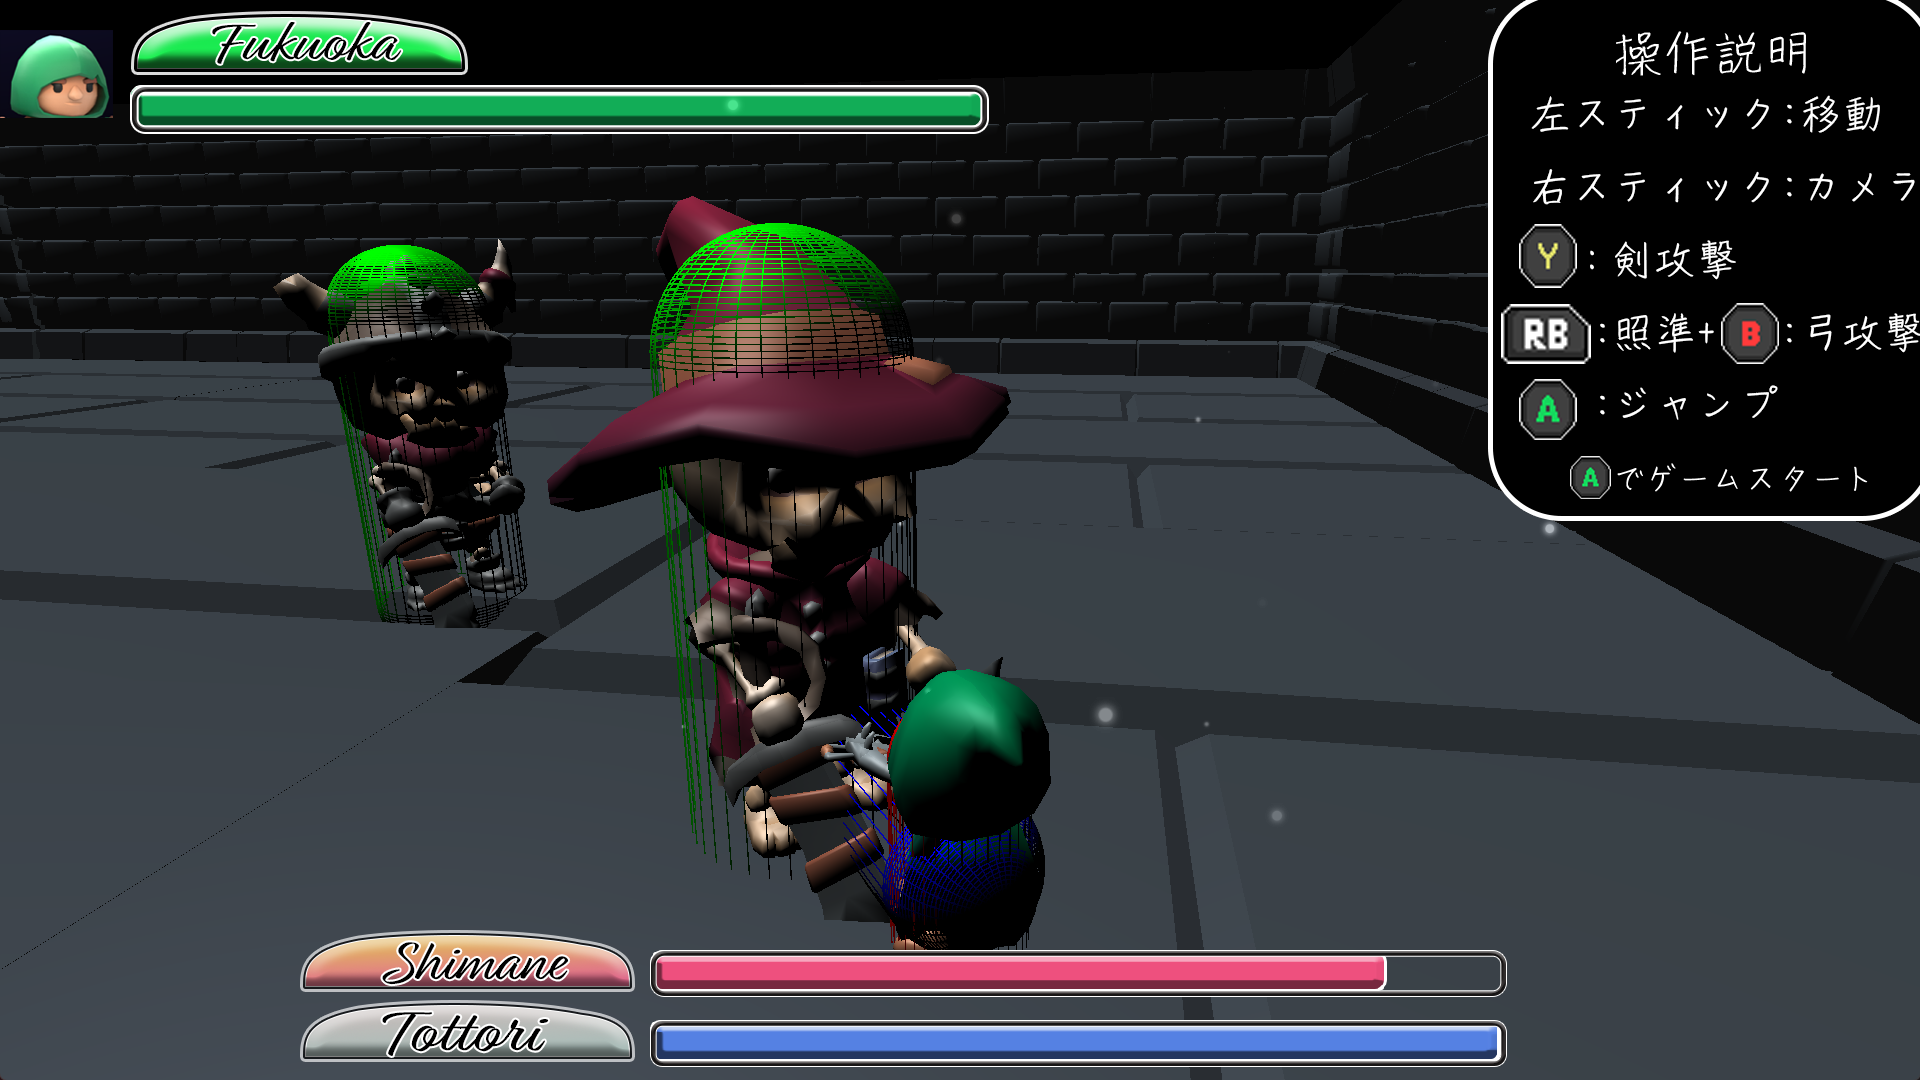 Fukuoka
操作説明
左スティック:移動
右スティック:カメラ
Y:剣攻撃
RB:照準+B:弓攻撃
A:ジャンプ
Aでゲームスタート
Shimane
Tottori